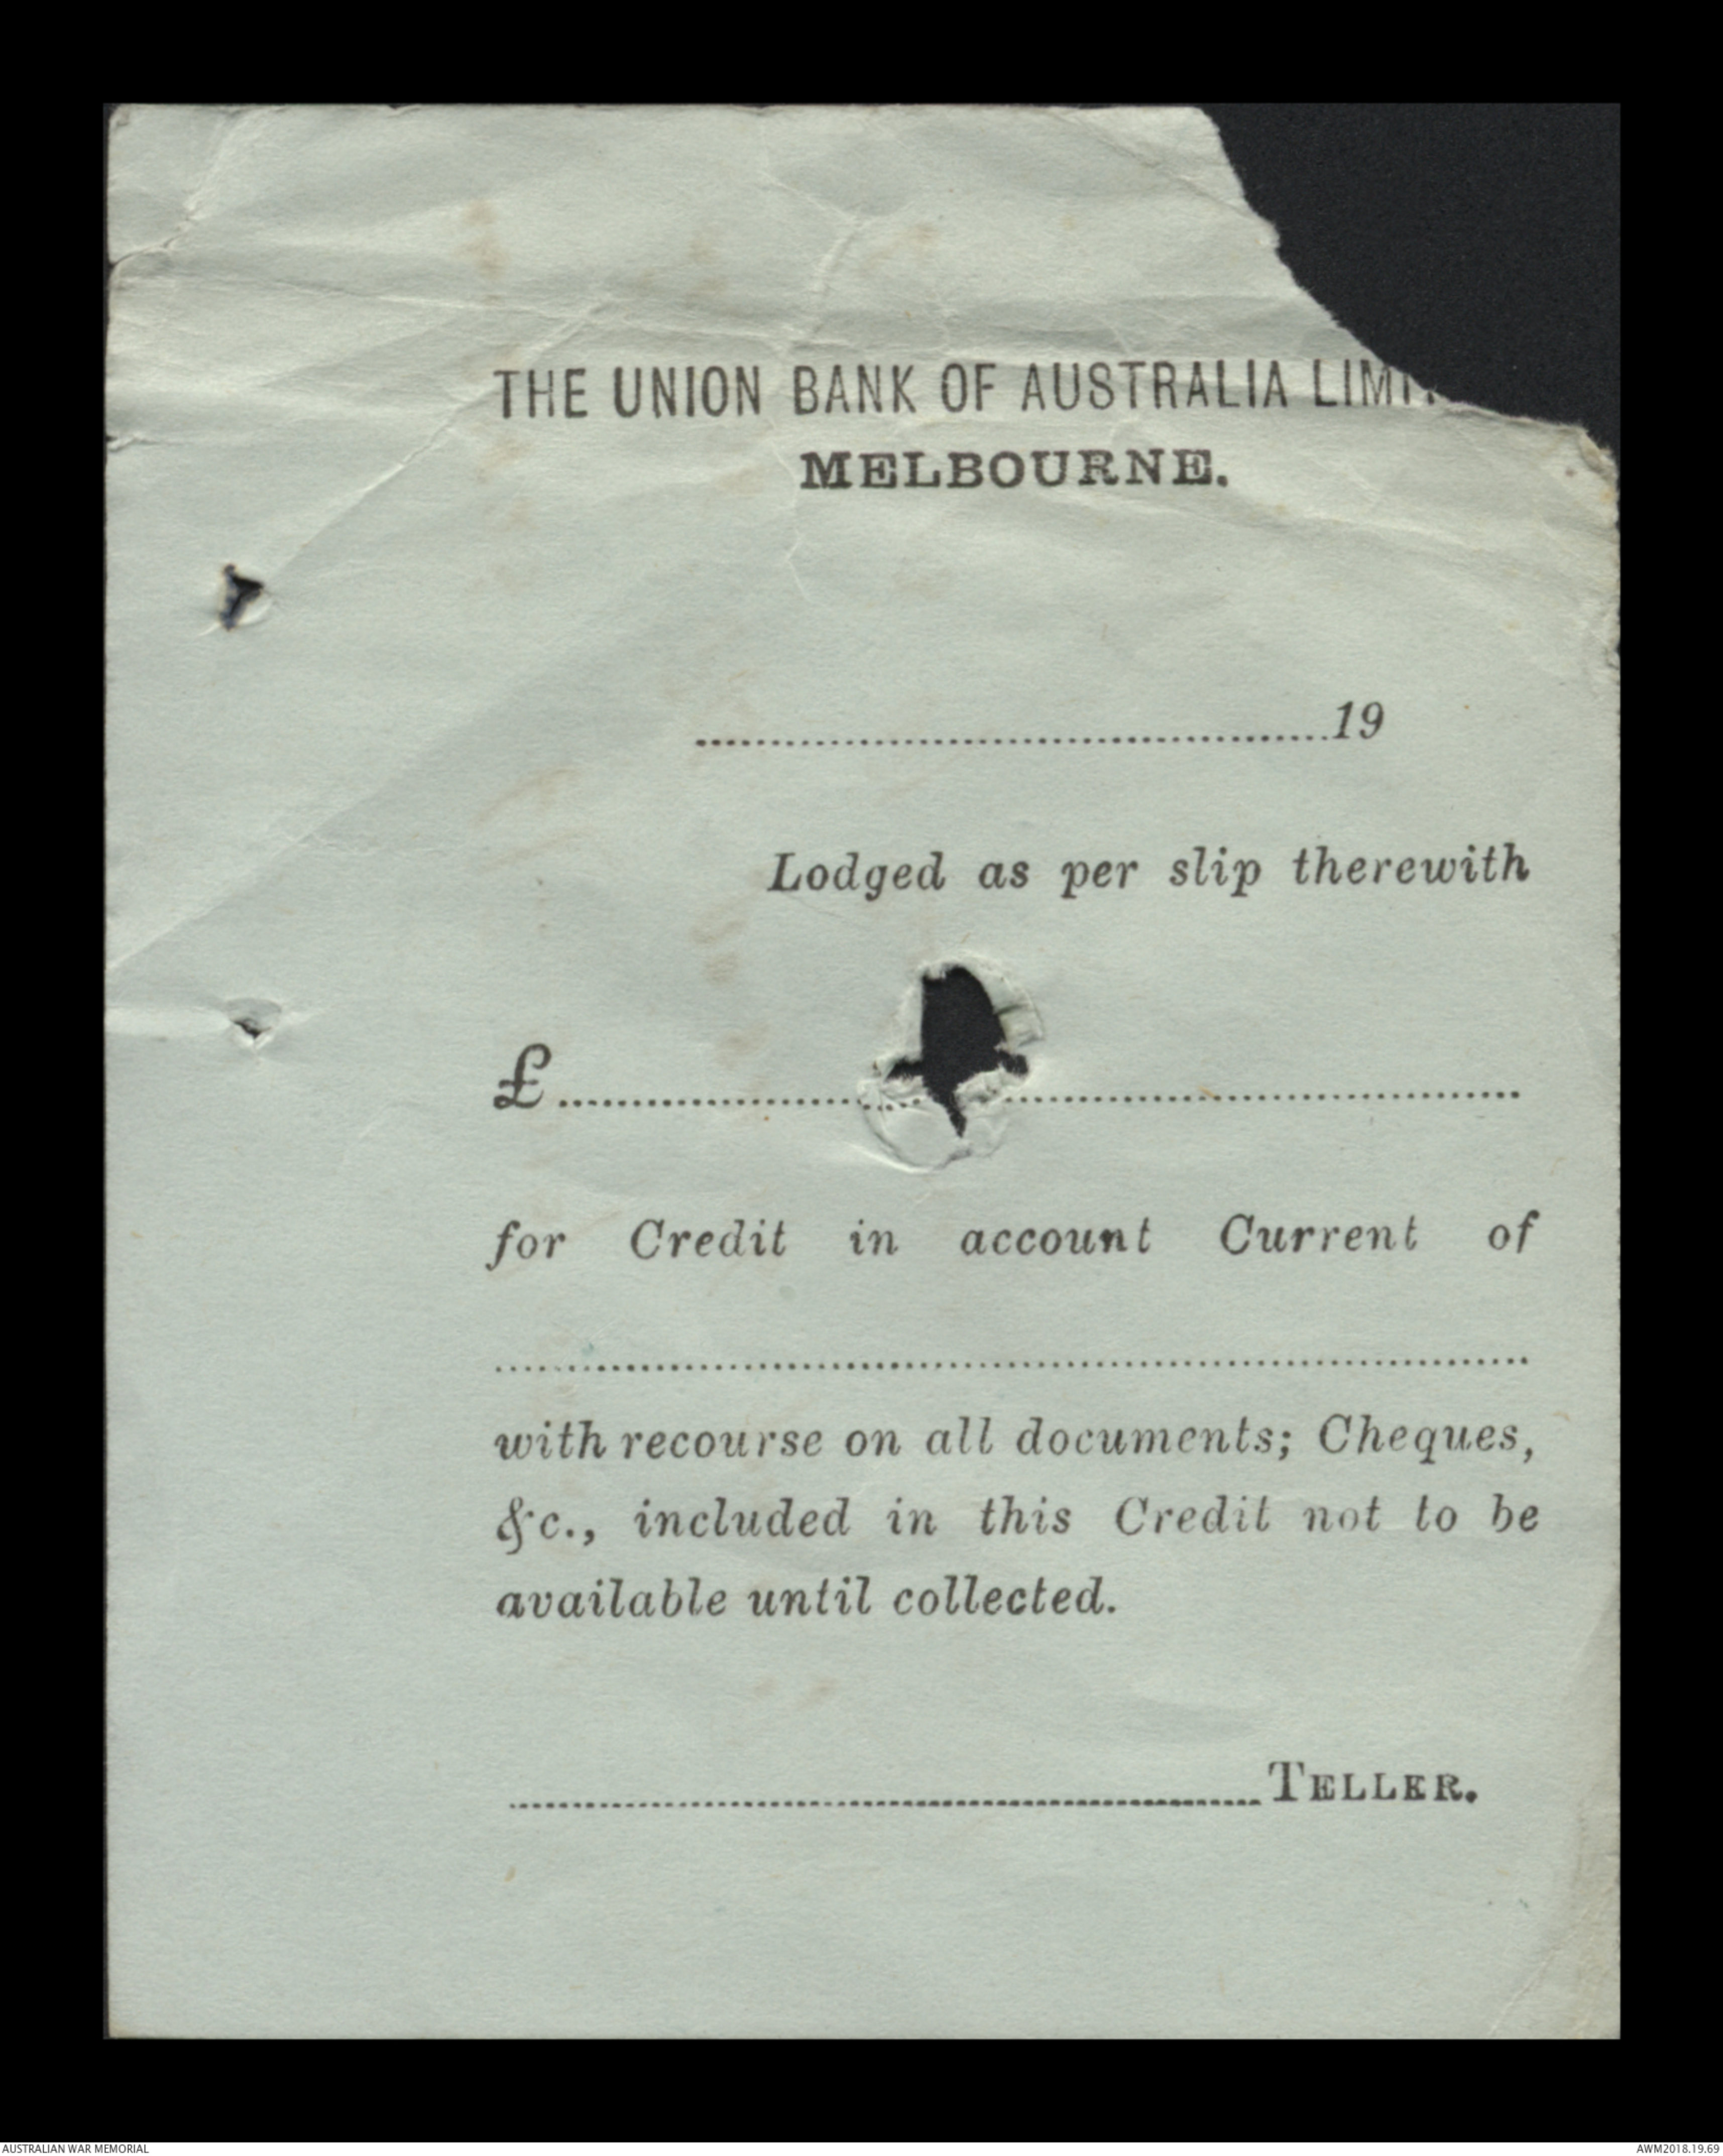 THE UNION BANK OF AUSTRALIA
MELBOURNE.
........................................19
Lodged as per slip therewith
£................................................................
for Credit in account Current of
................................................................
with recourse on all documents; Cheques,
&c., included in this Credit not to be
available until collected.
................................................TELLER.
AUSTRALIAN WAR MEMORIAL
AWM2018.19.69